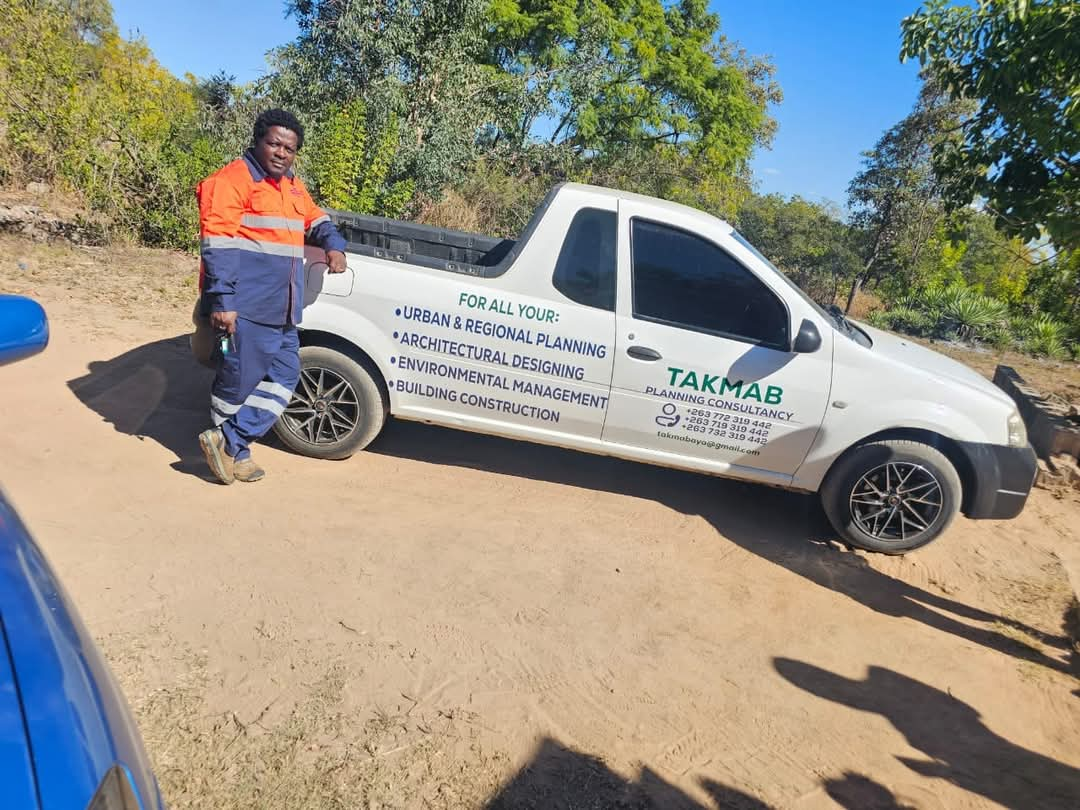 FOR ALL YOUR:
• URBAN & REGIONAL PLANNING
• ARCHITECTURAL DESIGNING
• ENVIRONMENTAL MANAGEMENT
• BUILDING CONSTRUCTION
TAKMAB
PLANNING CONSULTANCY
+263 772 319 442
+263 719 319 442
+263 732 319 442
takmabaya@gmail.com